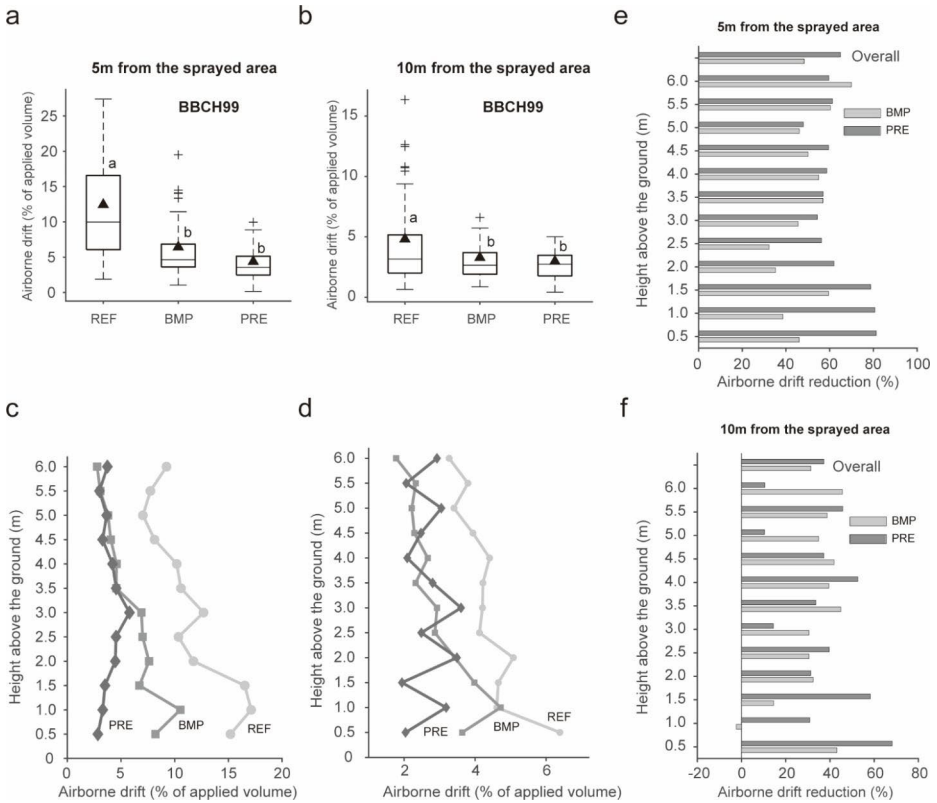 a
5m from the sprayed area
BBCH99
Airborne drift (% of applied volume)
25
20
15
10
5
0
a
b
b
REF
BMP
PRE
b
10m from the sprayed area
BBCH99
Airborne drift (% of applied volume)
15
10
5
0
a
b
b
REF
BMP
PRE
c
Height above the ground (m)
6.0
5.5
5.0
4.5
4.0
3.5
3.0
2.5
2.0
1.5
1.0
0.5
0
PRE
BMP
REF
0
5
10
15
20
Airborne drift (% of applied volume)
d
Height above the ground (m)
6.0
5.5
5.0
4.5
4.0
3.5
3.0
2.5
2.0
1.5
1.0
0.5
0
PRE
BMP
REF
2
4
6
Airborne drift (% of applied volume)
e
5m from the sprayed area
Overall
Height above the ground (m)
6.0
5.5
5.0
4.5
4.0
3.5
3.0
2.5
2.0
1.5
1.0
0.5
BMP
PRE
0
20
40
60
80
100
Airborne drift reduction (%)
f
10m from the sprayed area
Overall
Height above the ground (m)
6.0
5.5
5.0
4.5
4.0
3.5
3.0
2.5
2.0
1.5
1.0
0.5
BMP
PRE
-20
0
20
40
60
80
Airborne drift reduction (%)